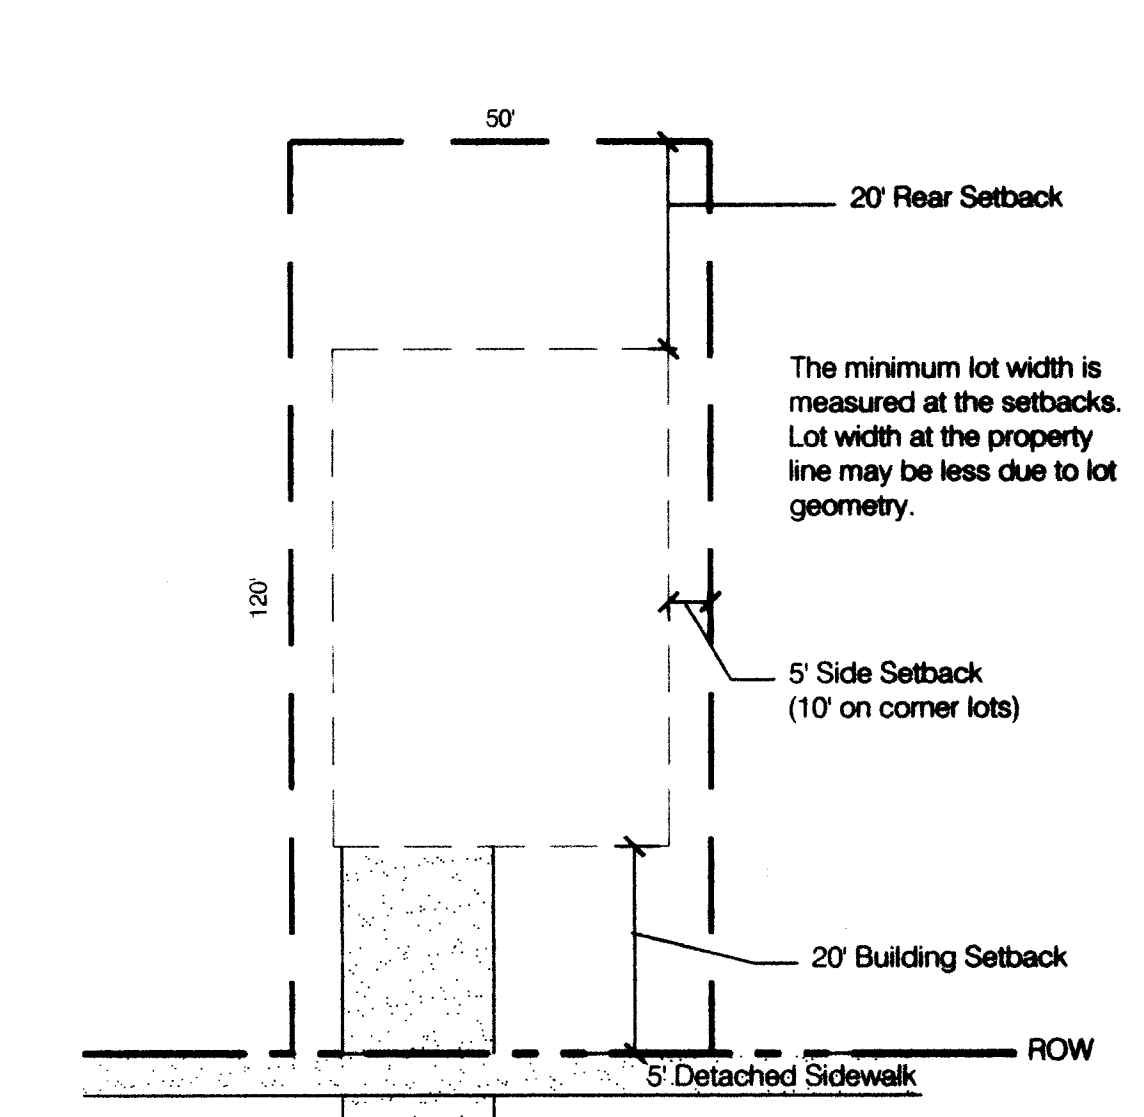 50'
20' Rear Setback
The minimum lot width is
measured at the setbacks.
Lot width at the property
line may be less due to lot
geometry.
120'
5' Side Setback
(10' on corner lots)
20' Building Setback
ROW
5' Detached Sidewalk